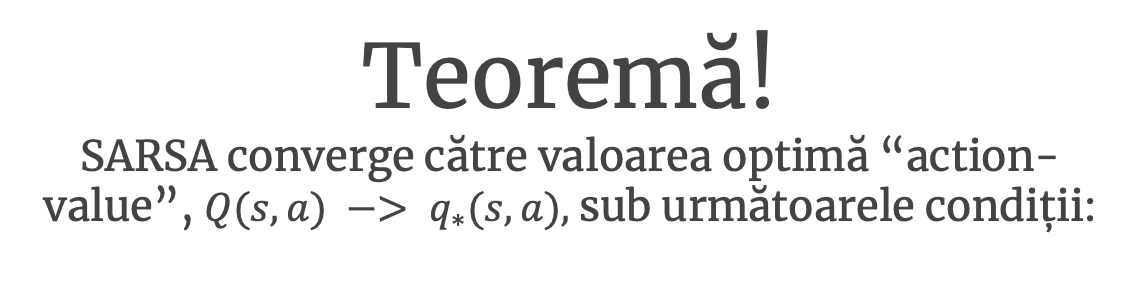 Teoremă!
SARSA converge către valoarea optimă “action-
value”, Q(s, a) −> q∗(s, a), sub următoarele condiții: